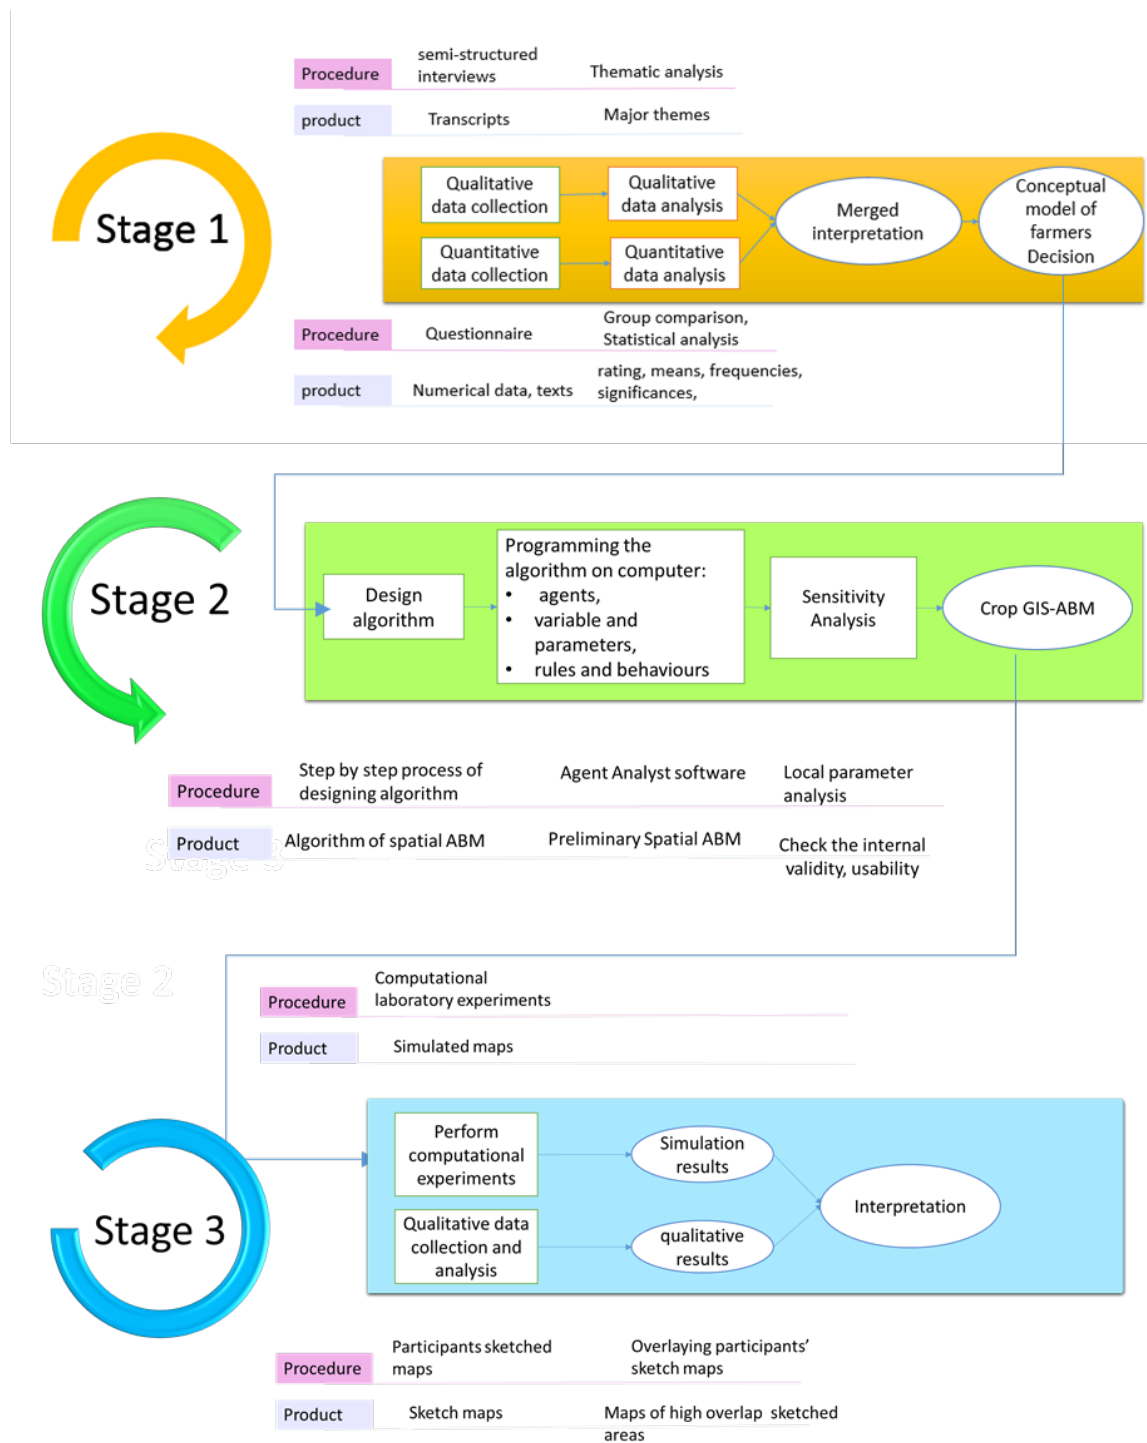 semi-structured
interviews
Thematic analysis
Procedure
product
Transcripts
Major themes
Stage 1
Qualitative
data collection
Qualitative
data analysis
Quantitative
data collection
Quantitative
data analysis
Merged
interpretation
Conceptual
model of
farmers
Decision
Procedure
Questionnaire
Group comparison,
Statistical analysis
product
Numerical data, texts
rating, means, frequencies,
significances,
Stage 2
Design
algorithm
Programming the
algorithm on computer:
• agents,
• variable and
parameters,
• rules and behaviours
Sensitivity
Analysis
Crop GIS-ABM
Procedure
Step by step process of
designing algorithm
Agent Analyst software
Local parameter
analysis
Product
Algorithm of spatial ABM
Preliminary Spatial ABM
Check the internal
validity, usability
Stage 3
Stage 2
Procedure
Computational
laboratory experiments
Product
Simulated maps
Stage 3
Perform
computational
experiments
Simulation
results
Qualitative data
collection and
analysis
qualitative
results
Interpretation
Procedure
Participants sketched
maps
Overlaying participants’
sketch maps
Product
Sketch maps
Maps of high overlap sketched
areas